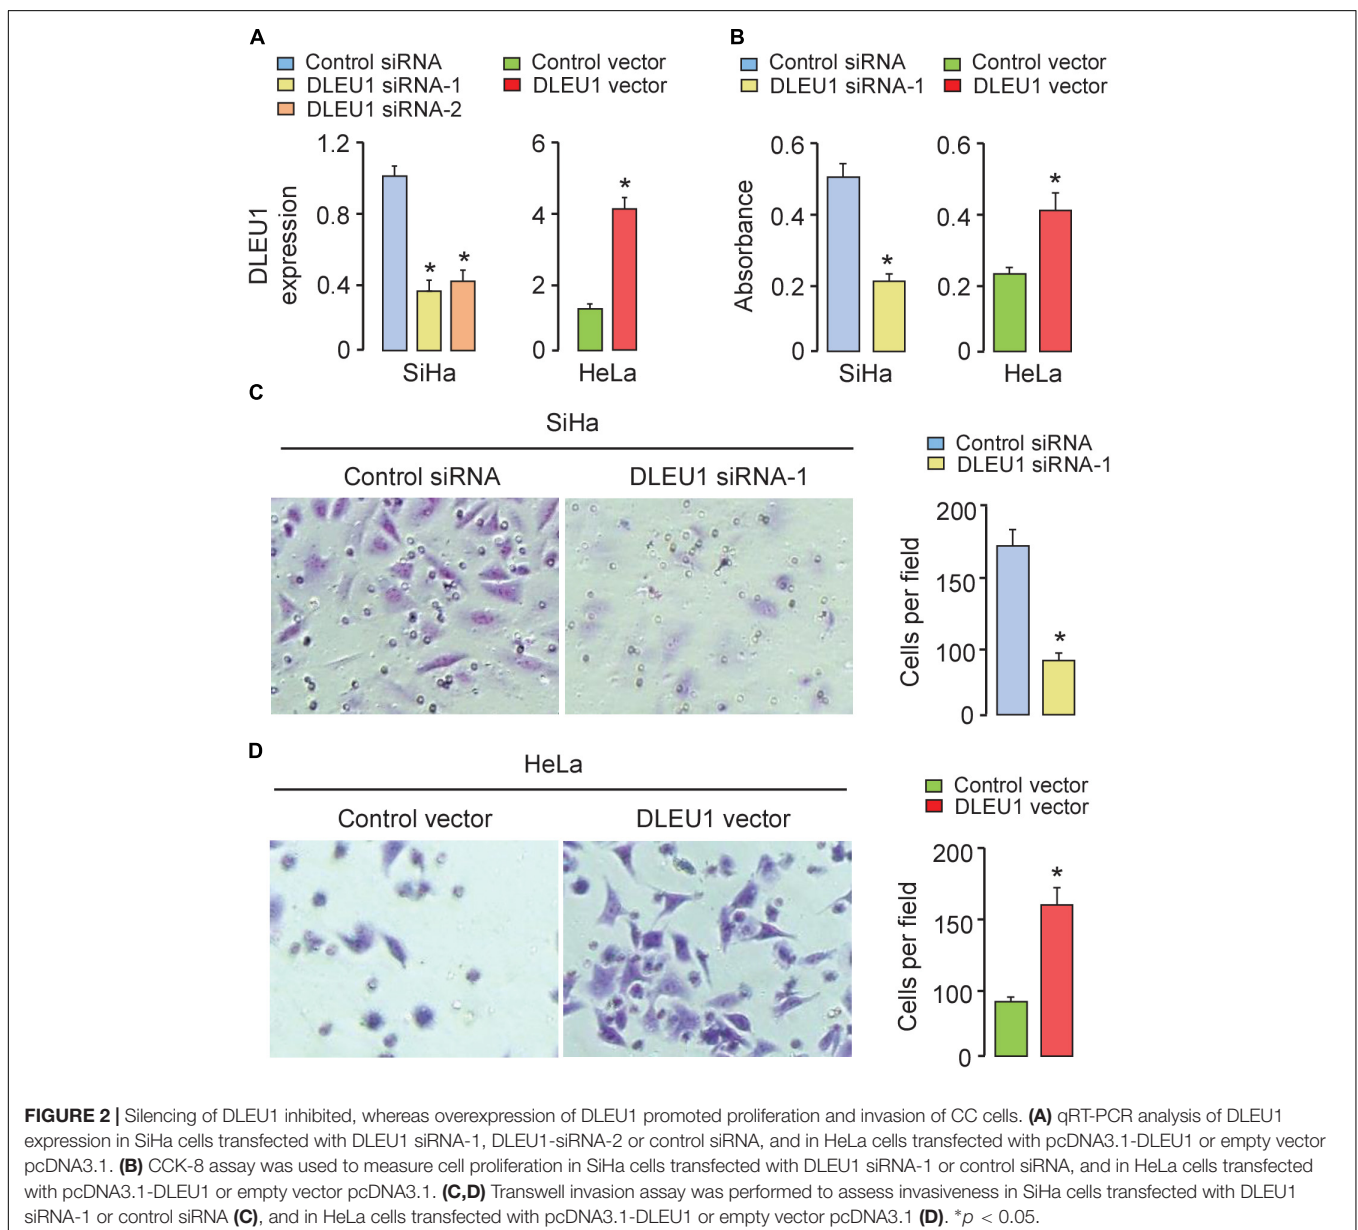 A
Control siRNA
DLEU1 siRNA-1
DLEU1 siRNA-2
Control vector
DLEU1 vector
DLEU1
expression
1.2
0.8
0.4
0
* *
SiHa
6
4
2
0
*
HeLa
B
Control siRNA
DLEU1 siRNA-1
Control vector
DLEU1 vector
Absorbance
0.6
0.4
0.2
0
*
SiHa
0.6
0.4
0.2
0
*
HeLa
C
SiHa
Control siRNA DLEU1 siRNA-1
Control siRNA
DLEU1 siRNA-1
Cells per field
200
150
100
0
*
D
HeLa
Control vector DLEU1 vector
Control vector
DLEU1 vector
Cells per field
200
150
100
0
*
FIGURE 2 | Silencing of DLEU1 inhibited, whereas overexpression of DLEU1 promoted proliferation and invasion of CC cells. (A) qRT-PCR analysis of DLEU1
expression in SiHa cells transfected with DLEU1 siRNA-1, DLEU1-siRNA-2 or control siRNA, and in HeLa cells transfected with pcDNA3.1-DLEU1 or empty vector
pcDNA3.1. (B) CCK-8 assay was used to measure cell proliferation in SiHa cells transfected with DLEU1 siRNA-1 or control siRNA, and in HeLa cells transfected
with pcDNA3.1-DLEU1 or empty vector pcDNA3.1. (C,D) Transwell invasion assay was performed to assess invasiveness in SiHa cells transfected with DLEU1
siRNA-1 or control siRNA (C), and in HeLa cells transfected with pcDNA3.1-DLEU1 or empty vector pcDNA3.1 (D). *p < 0.05.